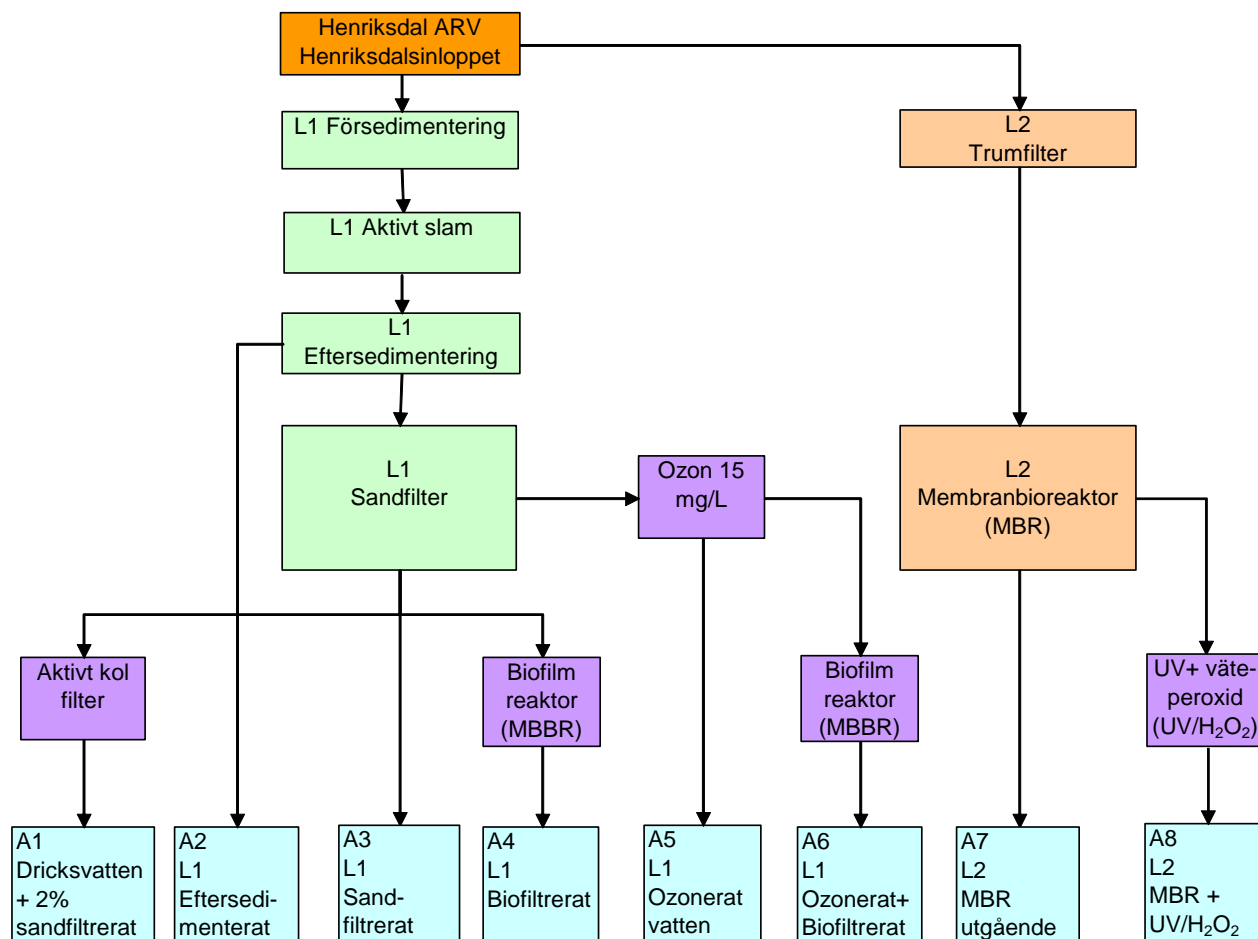 Henriksdal ARV
Henriksdalsinloppet
L1 Försedimentering
L2
Trumfilter
L1 Aktivt slam
L1
Eftersedimentering
L1
Sandfilter
Ozon 15
mg/L
L2
Membranbioreaktor
(MBR)
Aktivt kol
filter
Biofilm
reaktor
(MBBR)
Biofilm
reaktor
(MBBR)
UV+ väte-
peroxid
(UV/H₂O₂)
A1
Dricksvatten
+ 2%
sandfiltrerat
A2
L1
Eftersedi-
menterat
A3
L1
Sand-
filtrerat
A4
L1
Biofiltrerat
A5
L1
Ozonerat
vatten
A6
L1
Ozonerat+
Biofiltrerat
A7
L2
MBR
utgående
A8
L2
MBR +
UV/H₂O₂